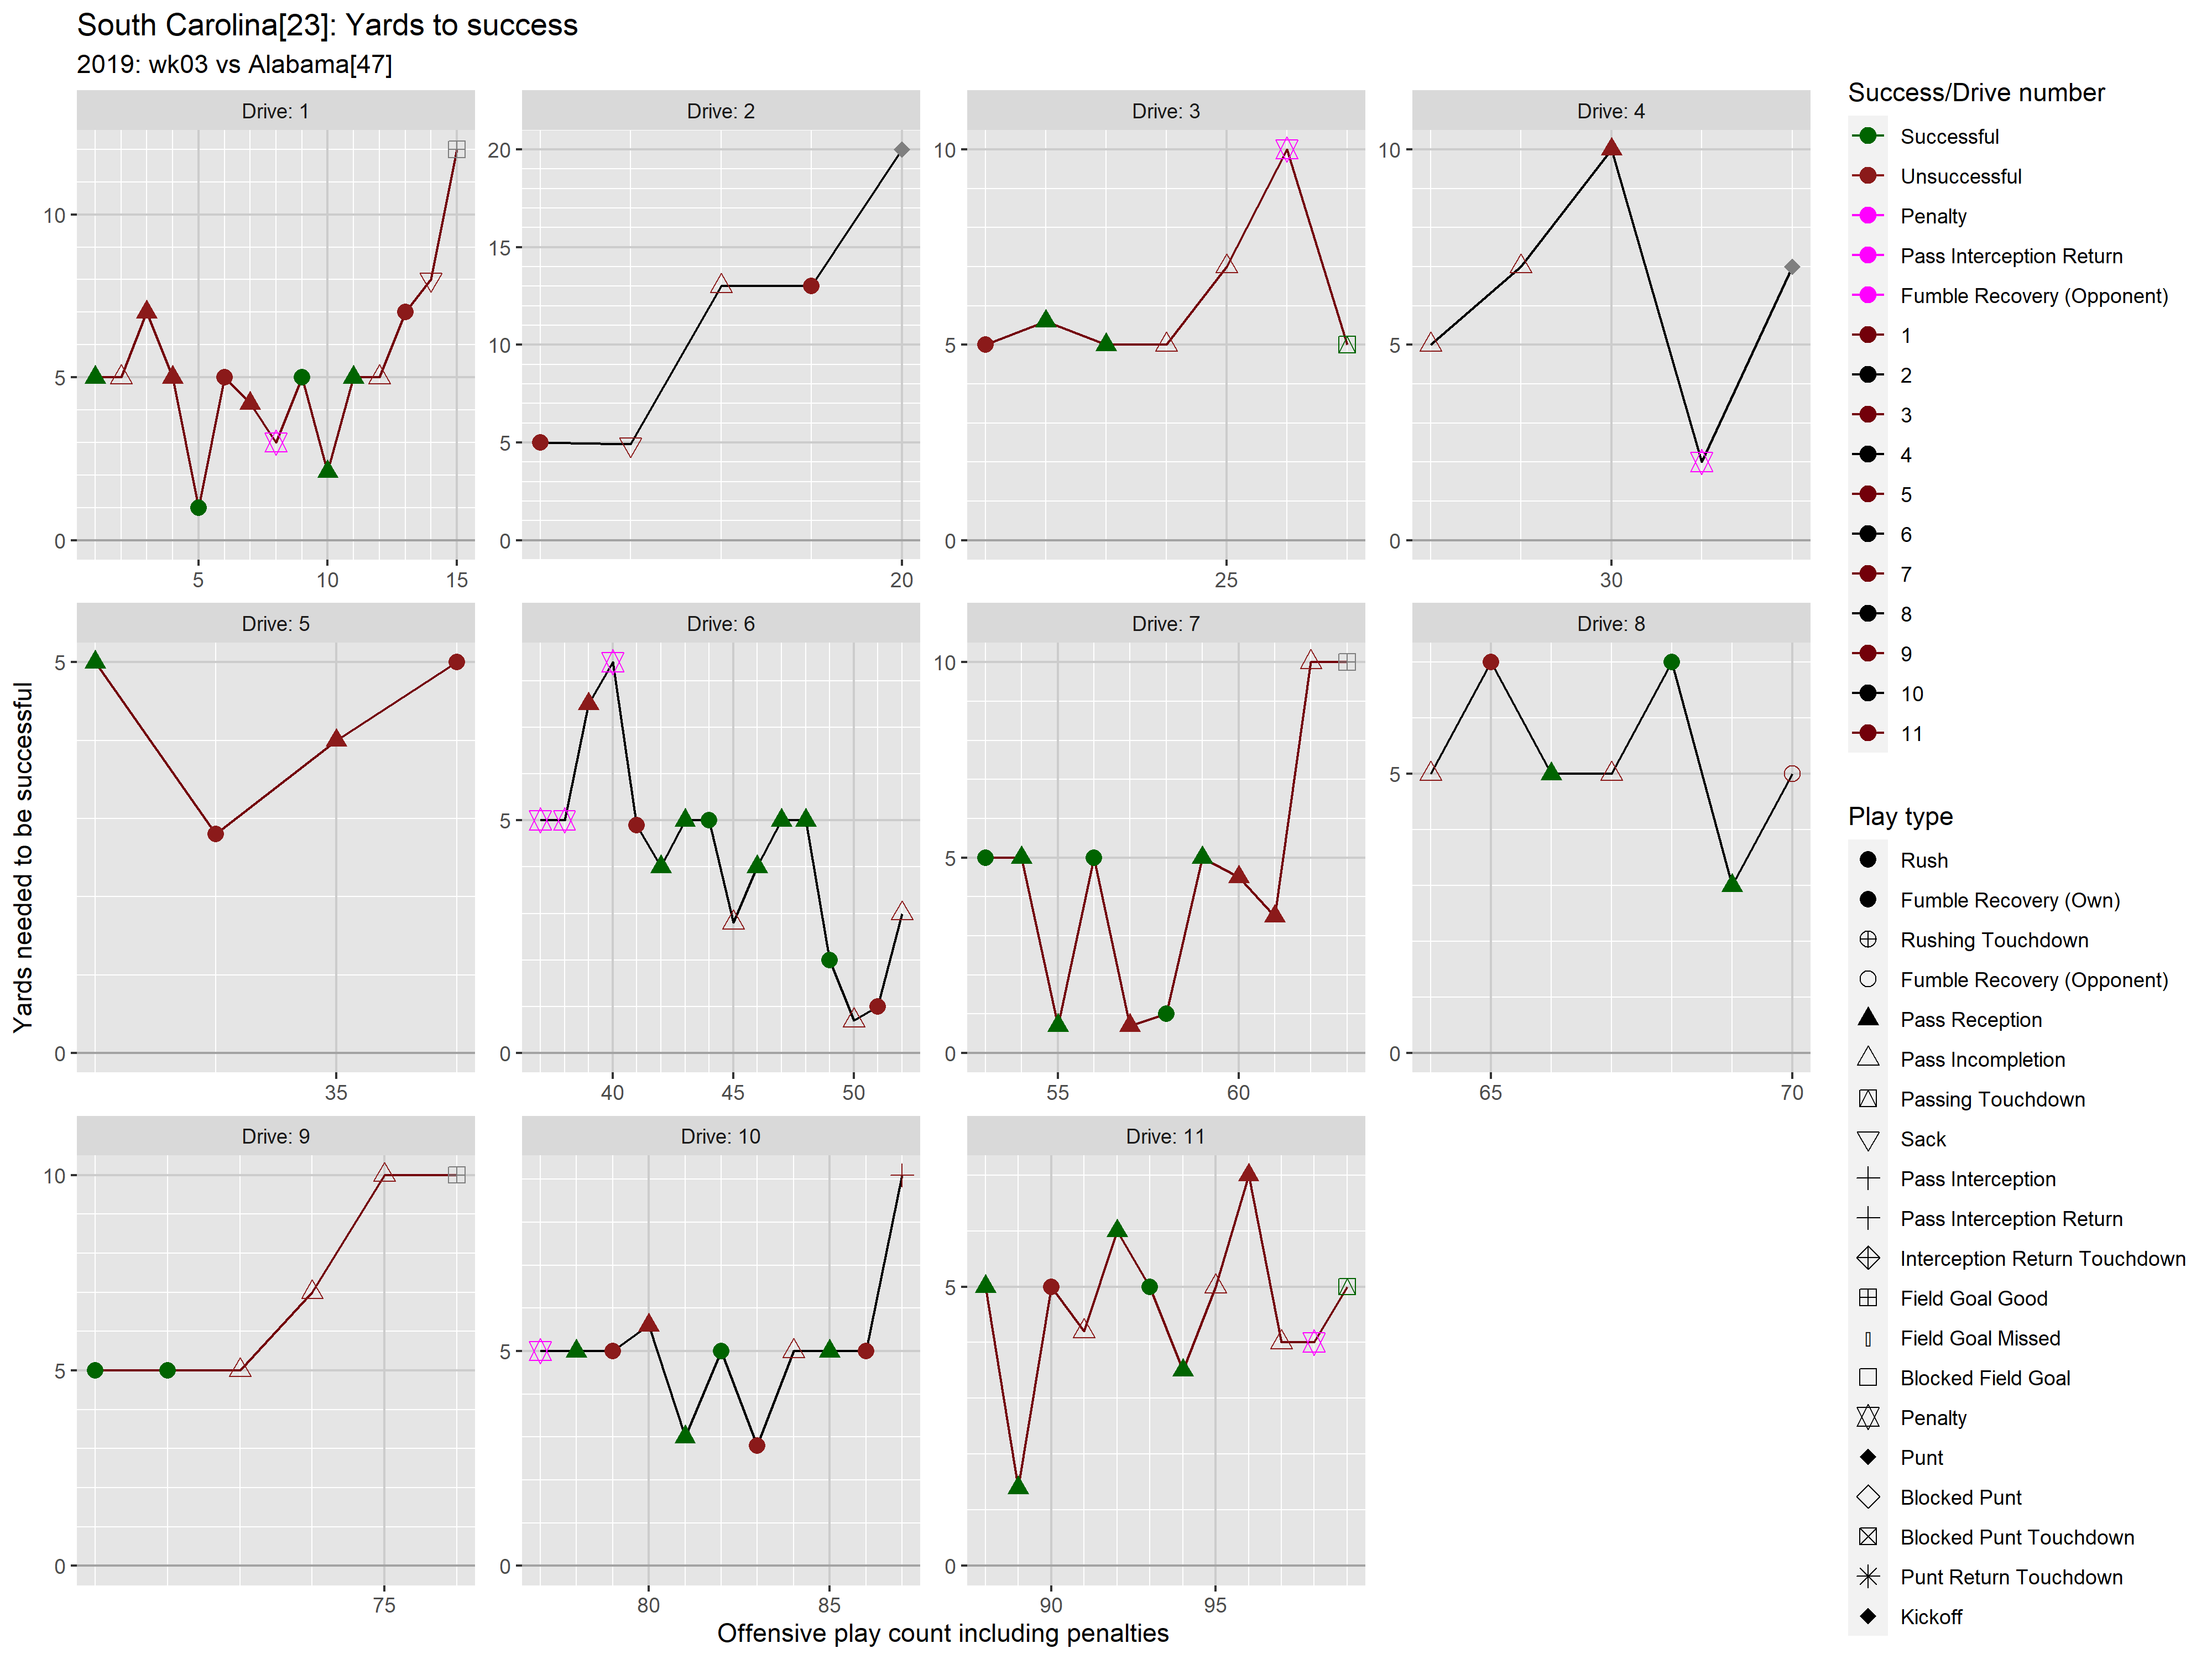 South Carolina[23]: Yards to success
2019: wk03 vs Alabama[47]
Drive: 1
Drive: 2
Drive: 3
Drive: 4
10
5
0
5
10
15
20
15
10
5
0
20
10
5
0
25
10
5
0
30
Drive: 5
Drive: 6
Drive: 7
Drive: 8
5
0
35
5
0
40
45
50
10
5
0
55
60
5
0
65
70
Drive: 9
Drive: 10
Drive: 11
10
5
0
75
5
0
80
85
5
0
90
95
Yards needed to be successful
Offensive play count including penalties
Success/Drive number
Successful
Unsuccessful
Penalty
Pass Interception Return
Fumble Recovery (Opponent)
1
2
3
4
5
6
7
8
9
10
11
Play type
Rush
Fumble Recovery (Own)
Rushing Touchdown
Fumble Recovery (Opponent)
Pass Reception
Pass Incompletion
Passing Touchdown
Sack
Pass Interception
Pass Interception Return
Interception Return Touchdown
Field Goal Good
Field Goal Missed
Blocked Field Goal
Penalty
Punt
Blocked Punt
Blocked Punt Touchdown
Punt Return Touchdown
Kickoff